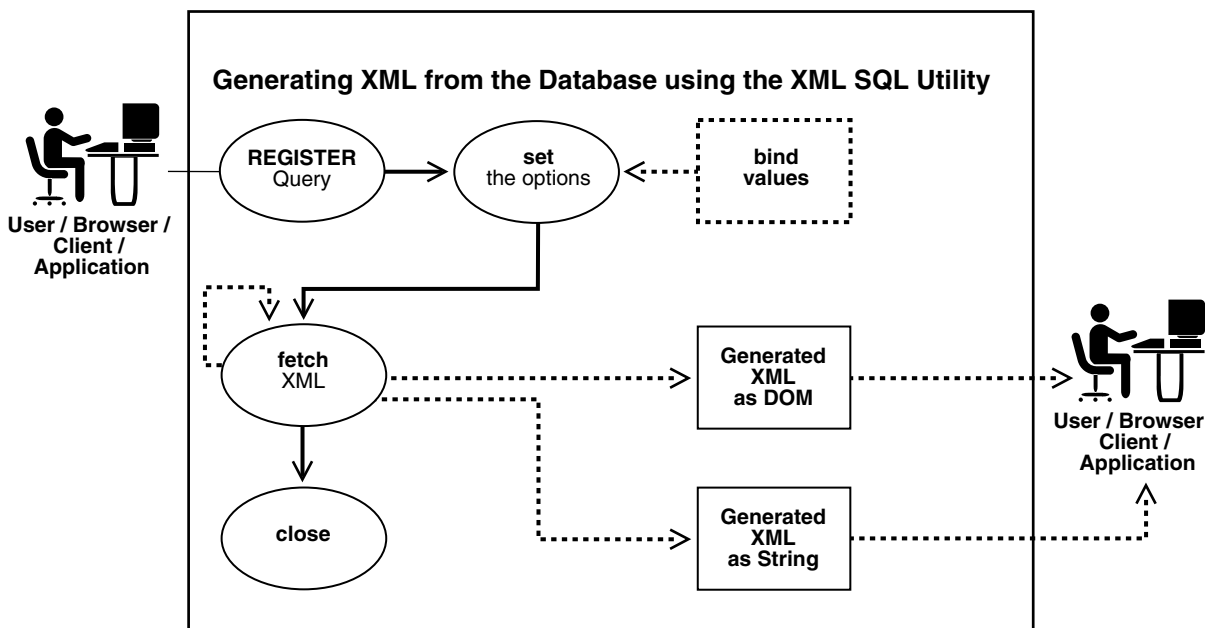 Generating XML from the Database using the XML SQL Utility
User / Browser /
Client /
Application
REGISTER
Query
set
the options
bind
values
fetch
XML
Generated
XML
as DOM
User / Browser
Client /
Application
close
Generated
XML
as String